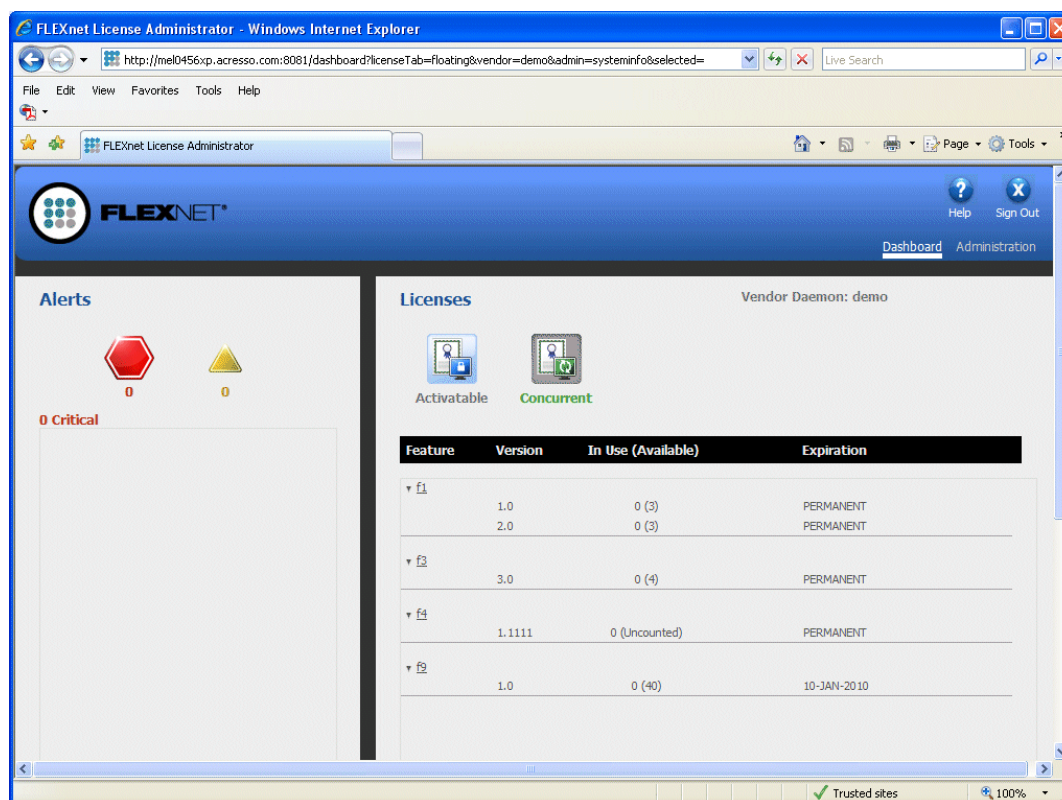 FLEXnet License Administrator - Windows Internet Explorer
http://mel0456xp.acresso.com:8081/dashboard?licenseTab=floating&vendor=demo&admin=systeminfo&selected=
Live Search
File Edit View Favorites Tools Help
FLEXnet License Administrator
Page Tools
FLEXNET
Help Sign Out
Dashboard Administration
Alerts
0 0
0 Critical
Licenses
Vendor Daemon: demo
Activatable Concurrent
Feature Version In Use (Available) Expiration
f1
1.0 0 (3) PERMANENT
2.0 0 (3) PERMANENT
f3
3.0 0 (4) PERMANENT
f4
1.1111 0 (Uncounted) PERMANENT
f9
1.0 0 (40) 10-JAN-2010
Trusted sites 100%